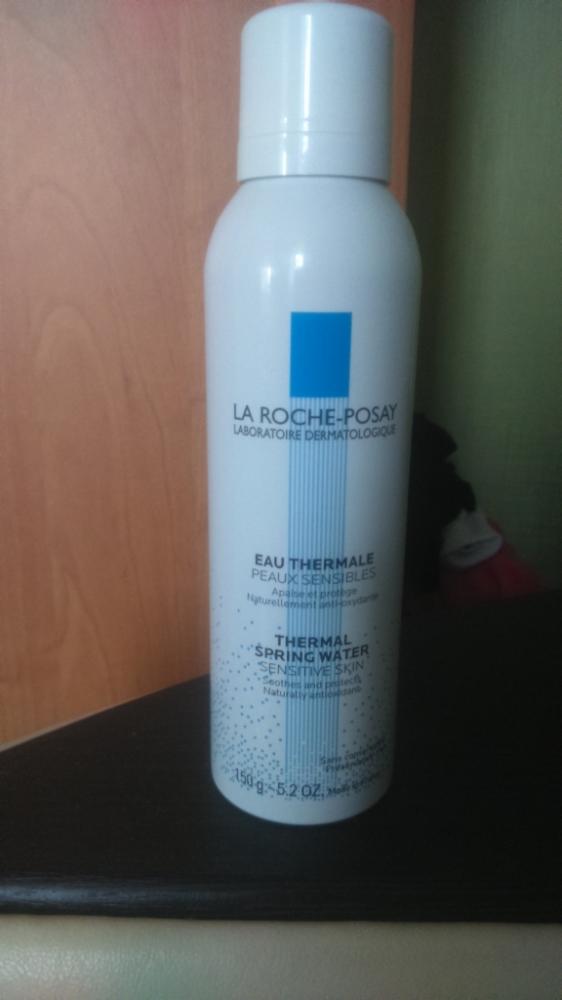 LA ROCHE-POSAY
LABORATOIRE DERMATOLOGIQUE
EAU THERMALE
PEAUX SENSIBLES
Apaise et protège
Naturellement anti-oxydante
THERMAL
SPRING WATER
SENSITIVE SKIN
Soothes and protects
Naturally antioxidant
Sans
150 g - 5.2 OZ.